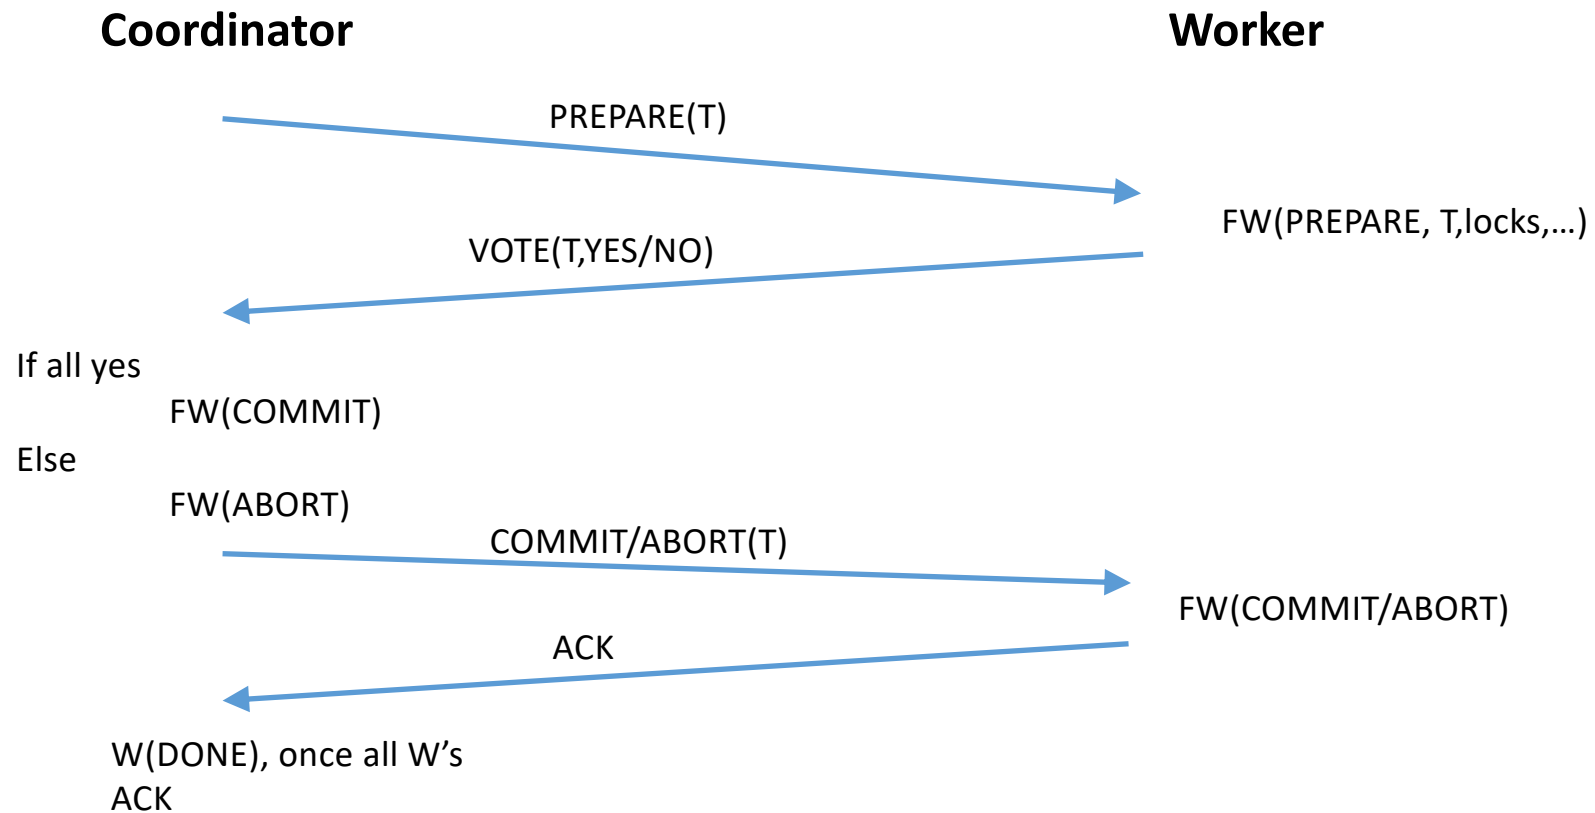 Coordinator
Worker
PREPARE(T)
FW(PREPARE, T,locks,…)
VOTE(T,YES/NO)
If all yes
FW(COMMIT)
Else
FW(ABORT)
COMMIT/ABORT(T)
FW(COMMIT/ABORT)
ACK
W(DONE), once all W’s
ACK